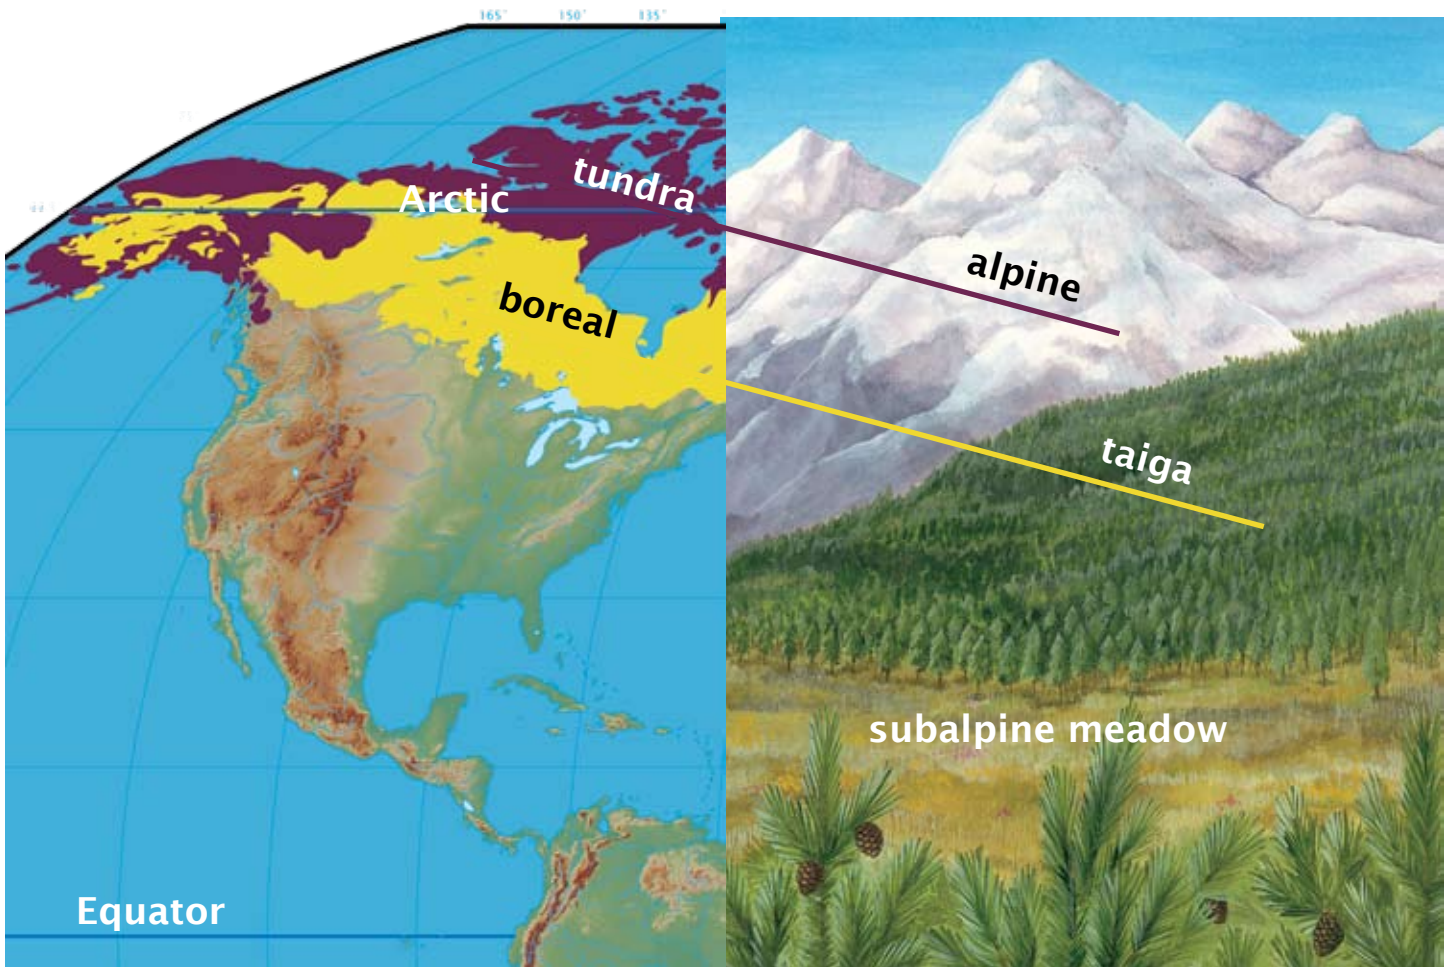 165° 150° 135°
tundra
Arctic
alpine
boreal
taiga
subalpine meadow
Equator